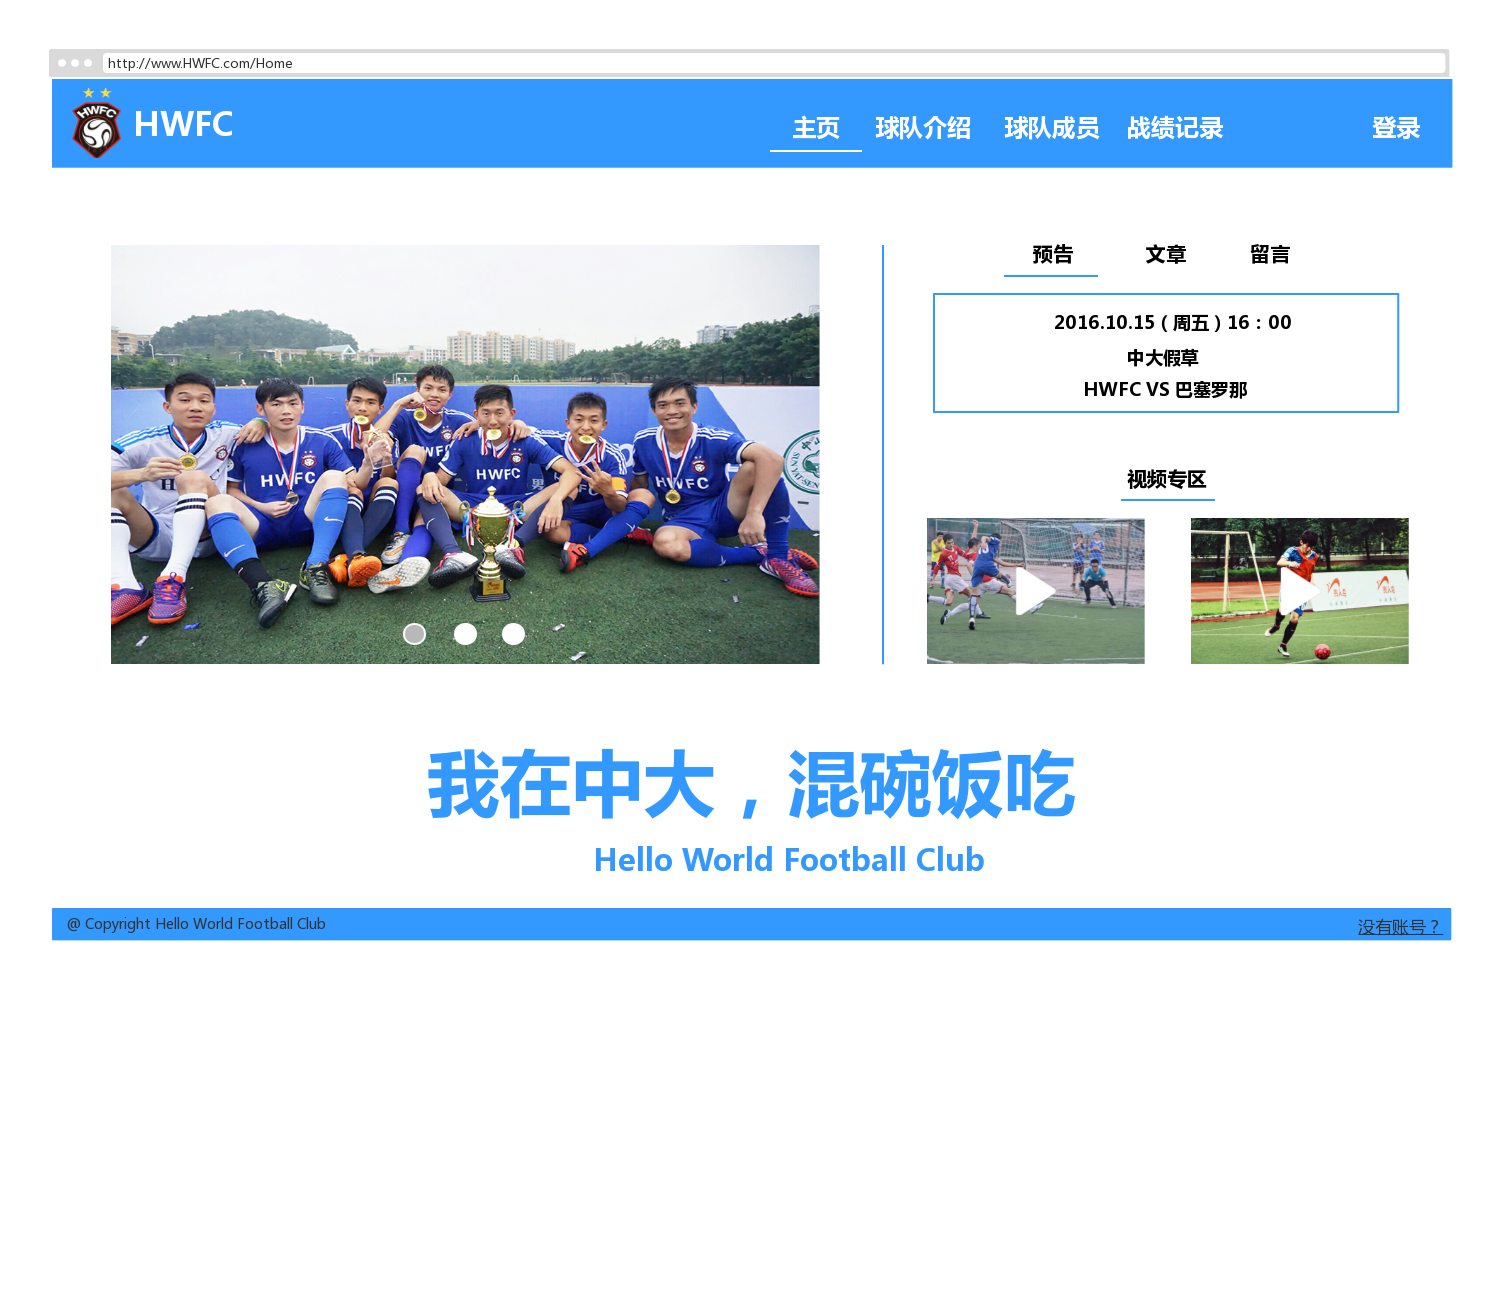 http://www.HWFC.com/Home
HWFC
HWFC
主页 球队介绍 球队成员 战绩记录 登录
预告 文章 留言
2016.10.15 ( 周五 ) 16：00
中大假草
HWFC VS 巴塞罗那
HWFC
HWFC
视频专区
我在中大，混碗饭吃
Hello World Football Club
@ Copyright Hello World Football Club
没有账号？